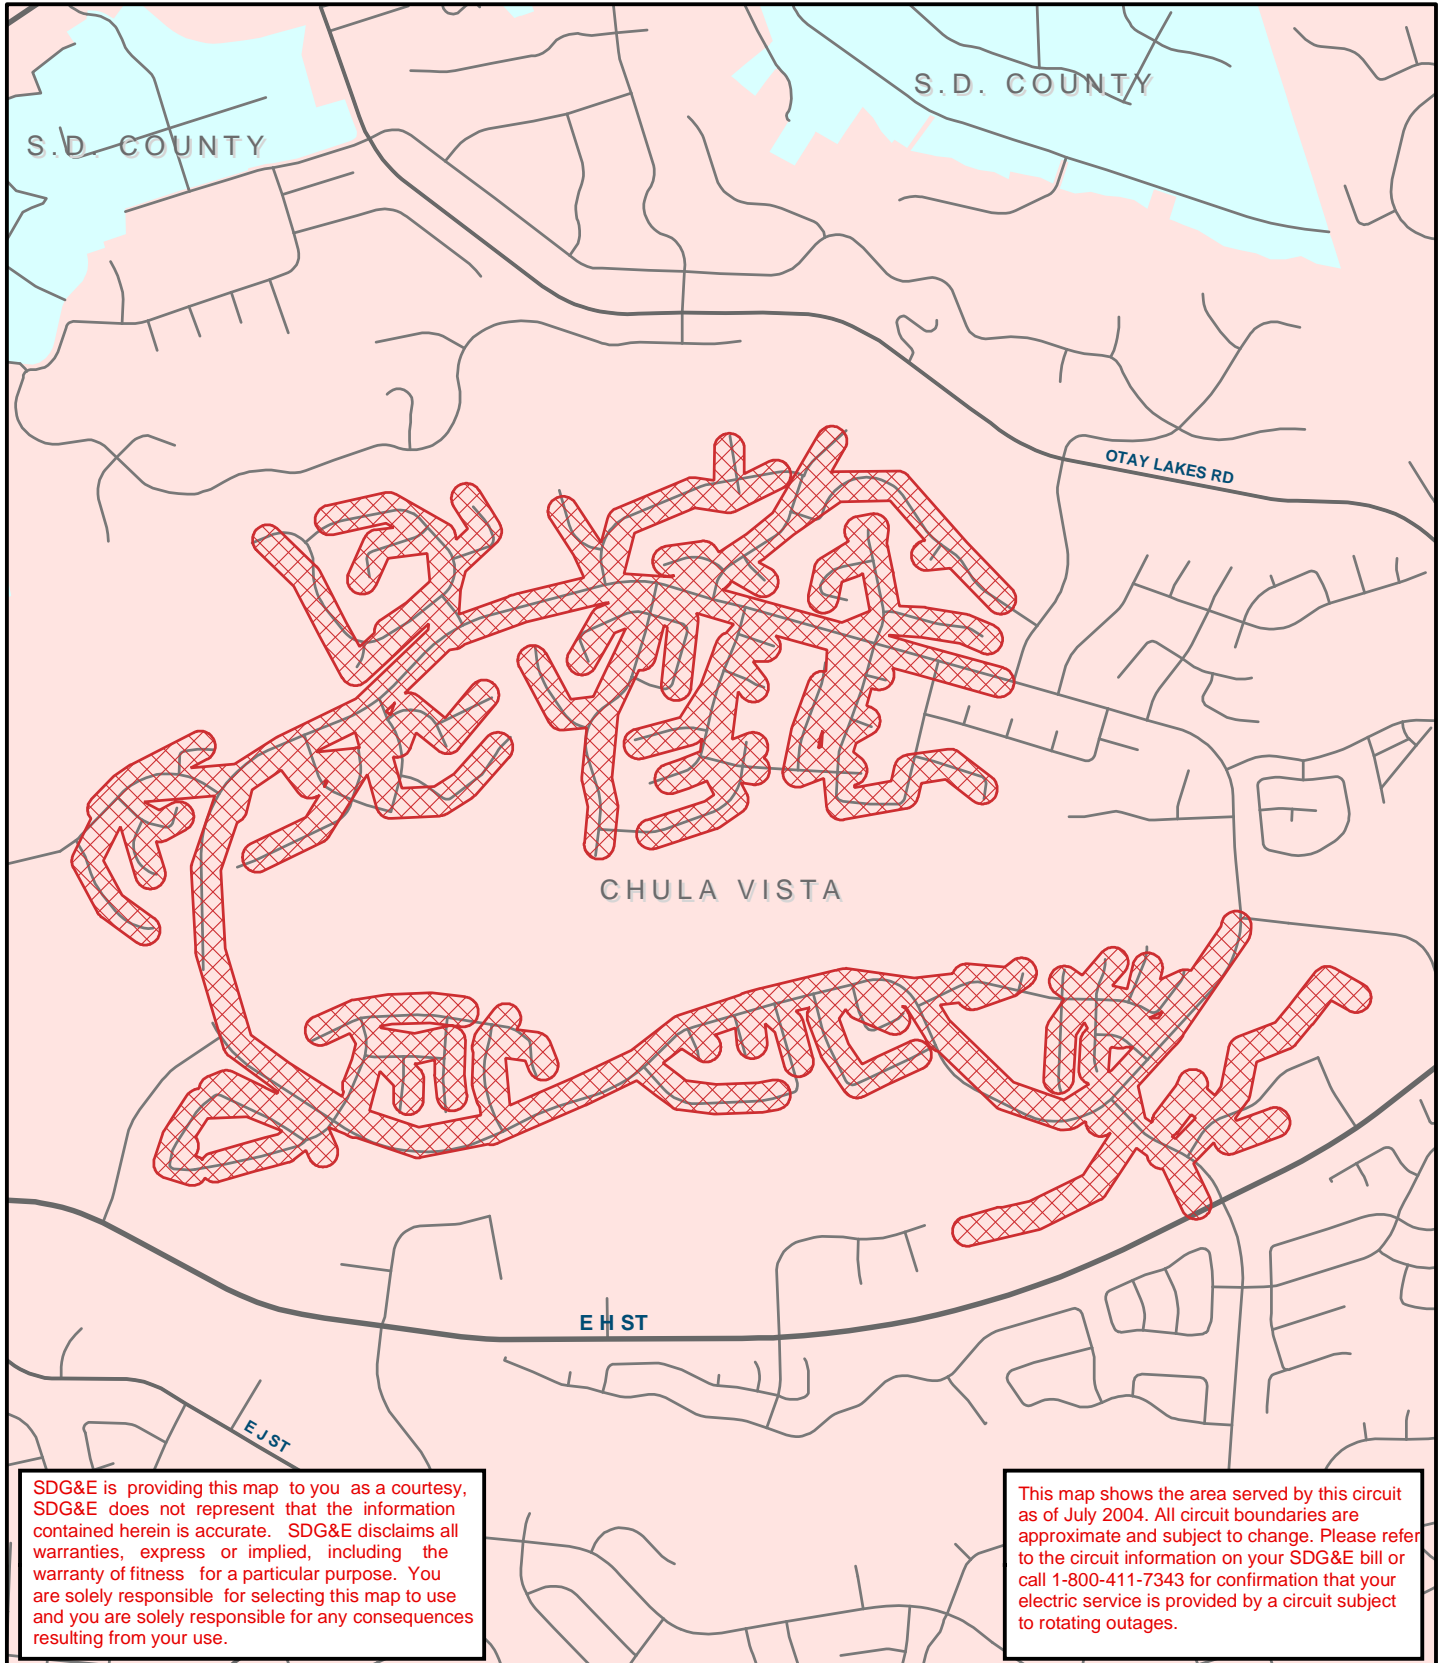 S.D. COUNTY
S.D. COUNTY
OTAY LAKES RD
CHULA VISTA
E H ST
E J ST
SDG&E is providing this map to you as a courtesy,
SDG&E does not represent that the information
contained herein is accurate. SDG&E disclaims all
warranties, express or implied, including the
warranty of fitness for a particular purpose. You
are solely responsible for selecting this map to use
and you are solely responsible for any consequences
resulting from your use.
This map shows the area served by this circuit
as of July 2004. All circuit boundaries are
approximate and subject to change. Please refer
to the circuit information on your SDG&E bill or
call 1-800-411-7343 for confirmation that your
electric service is provided by a circuit subject
to rotating outages.